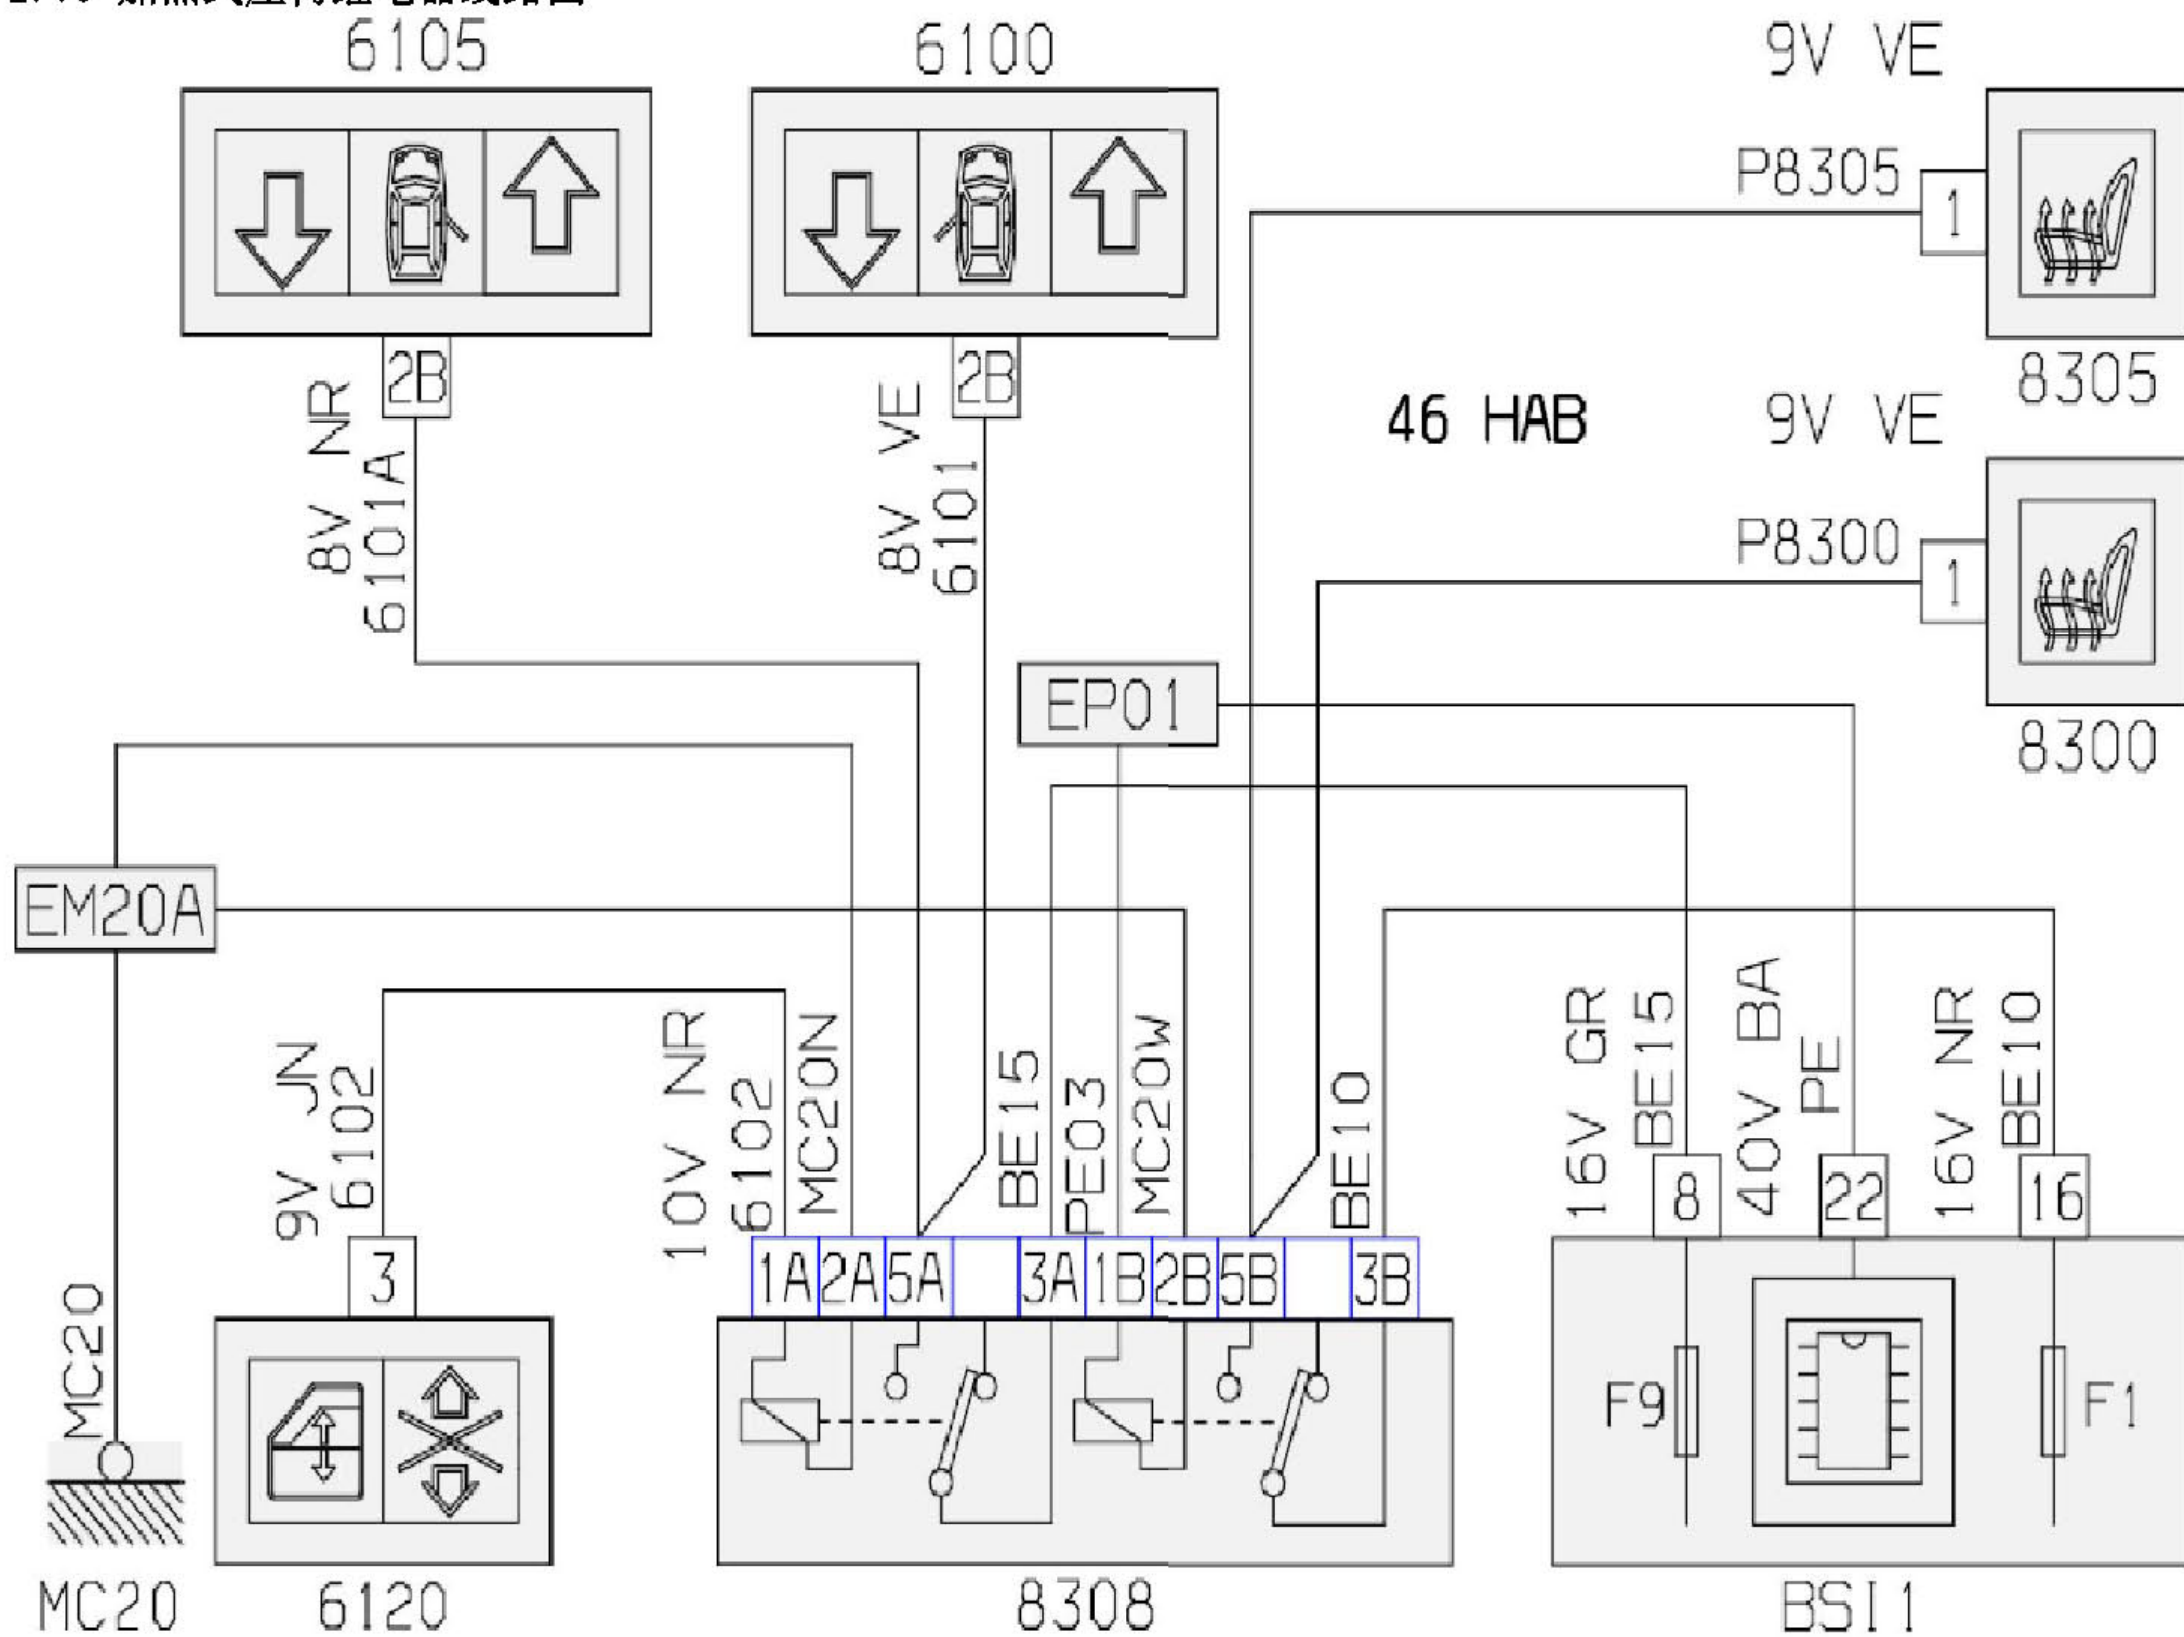 6105
6100
9V VE
P8305
1
8305
2B
2B
8V NR
6101A
8V VE
6101
46 HAB
9V VE
P8300
1
8300
EP01
EM20A
MC20
9V JN
6102
3
10V NR
6102
MC20N
BE15
PE03
MC20W
BE10
16V GR
BE15
40V BA
PE
16V NR
BE10
8
22
16
1A 2A 5A 3A 1B 2B 5B 3B
F9
F1
MC20
6120
8308
BSI1